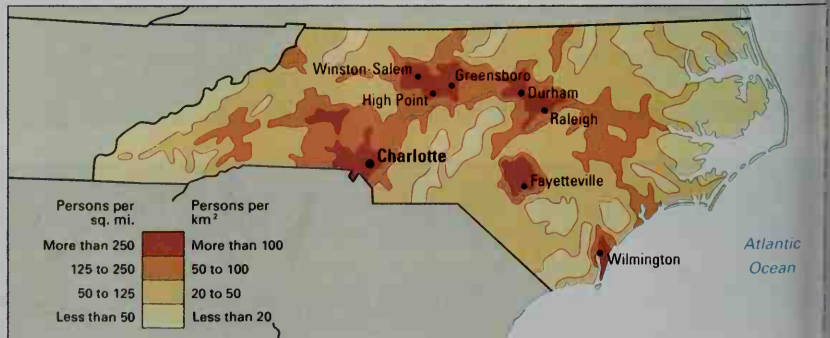 Winston-Salem
Greensboro
High Point
Durham
Raleigh
Charlotte
Fayetteville
Wilmington
Atlantic
Ocean
Persons per
sq. mi.
Persons per
km²
More than 250 More than 100
125 to 250 50 to 100
50 to 125 20 to 50
Less than 50 Less than 20